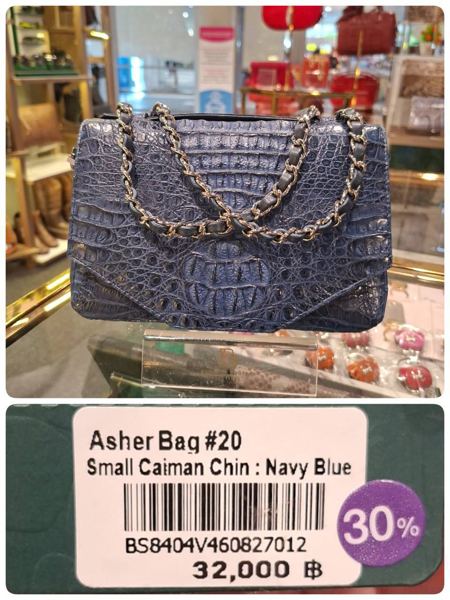 Asher Bag #20
Small Caiman Chin : Navy Blue
BS8404V460827012
30%
32,000 ฿